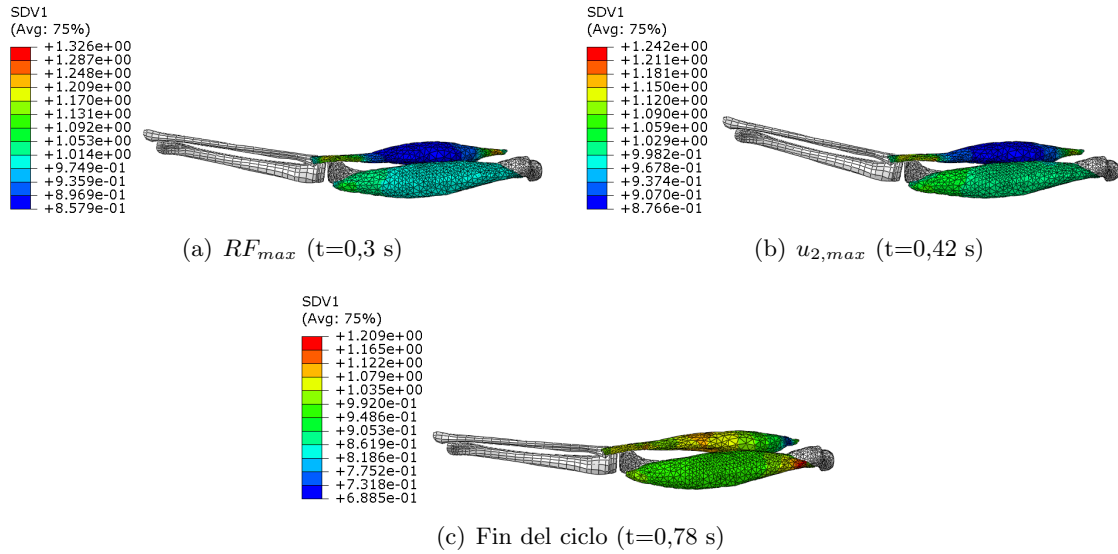 SDV1
(Avg: 75%)
+1.326e+00
+1.287e+00
+1.248e+00
+1.209e+00
+1.170e+00
+1.131e+00
+1.092e+00
+1.053e+00
+1.014e+00
+9.749e-01
+9.359e-01
+8.969e-01
+8.579e-01
(a) RF_{max} (t=0,3 s)
SDV1
(Avg: 75%)
+1.242e+00
+1.211e+00
+1.181e+00
+1.150e+00
+1.120e+00
+1.090e+00
+1.059e+00
+1.029e+00
+9.982e-01
+9.678e-01
+9.374e-01
+9.070e-01
+8.766e-01
(b) u_{2,max} (t=0,42 s)
SDV1
(Avg: 75%)
+1.209e+00
+1.165e+00
+1.122e+00
+1.079e+00
+1.035e+00
+9.920e-01
+9.486e-01
+9.053e-01
+8.619e-01
+8.186e-01
+7.752e-01
+7.318e-01
+6.885e-01
(c) Fin del ciclo (t=0,78 s)